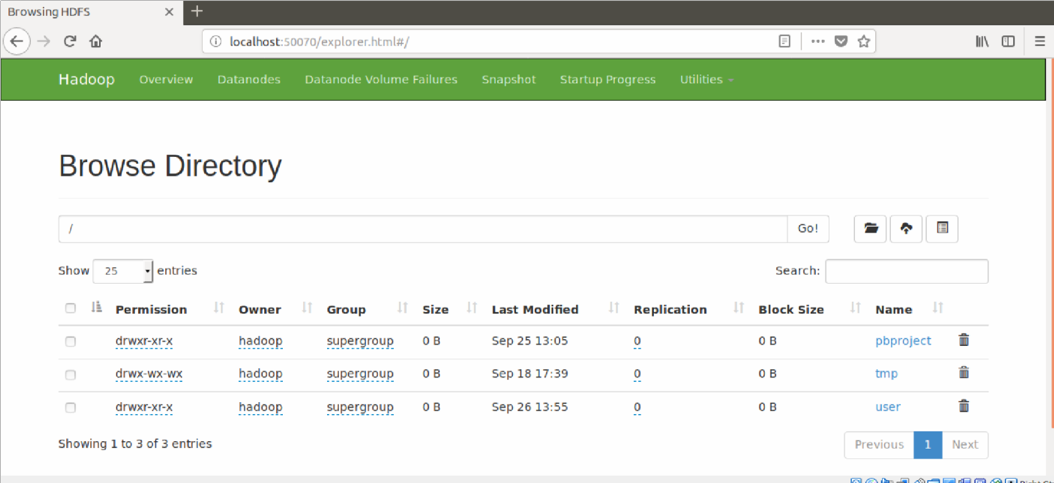 Browsing HDFS
localhost:50070/explorer.html#/
Hadoop Overview Datanodes Datanode Volume Failures Snapshot Startup Progress Utilities
Browse Directory
/ Go!
Show 25 entries Search:
Permission Owner Group Size Last Modified Replication Block Size Name
drwxr-xr-x hadoop supergroup 0 B Sep 25 13:05 0 0 B pbproject
drwx-wx-wx hadoop supergroup 0 B Sep 18 17:39 0 0 B tmp
drwxr-xr-x hadoop supergroup 0 B Sep 26 13:55 0 0 B user
Showing 1 to 3 of 3 entries Previous 1 Next